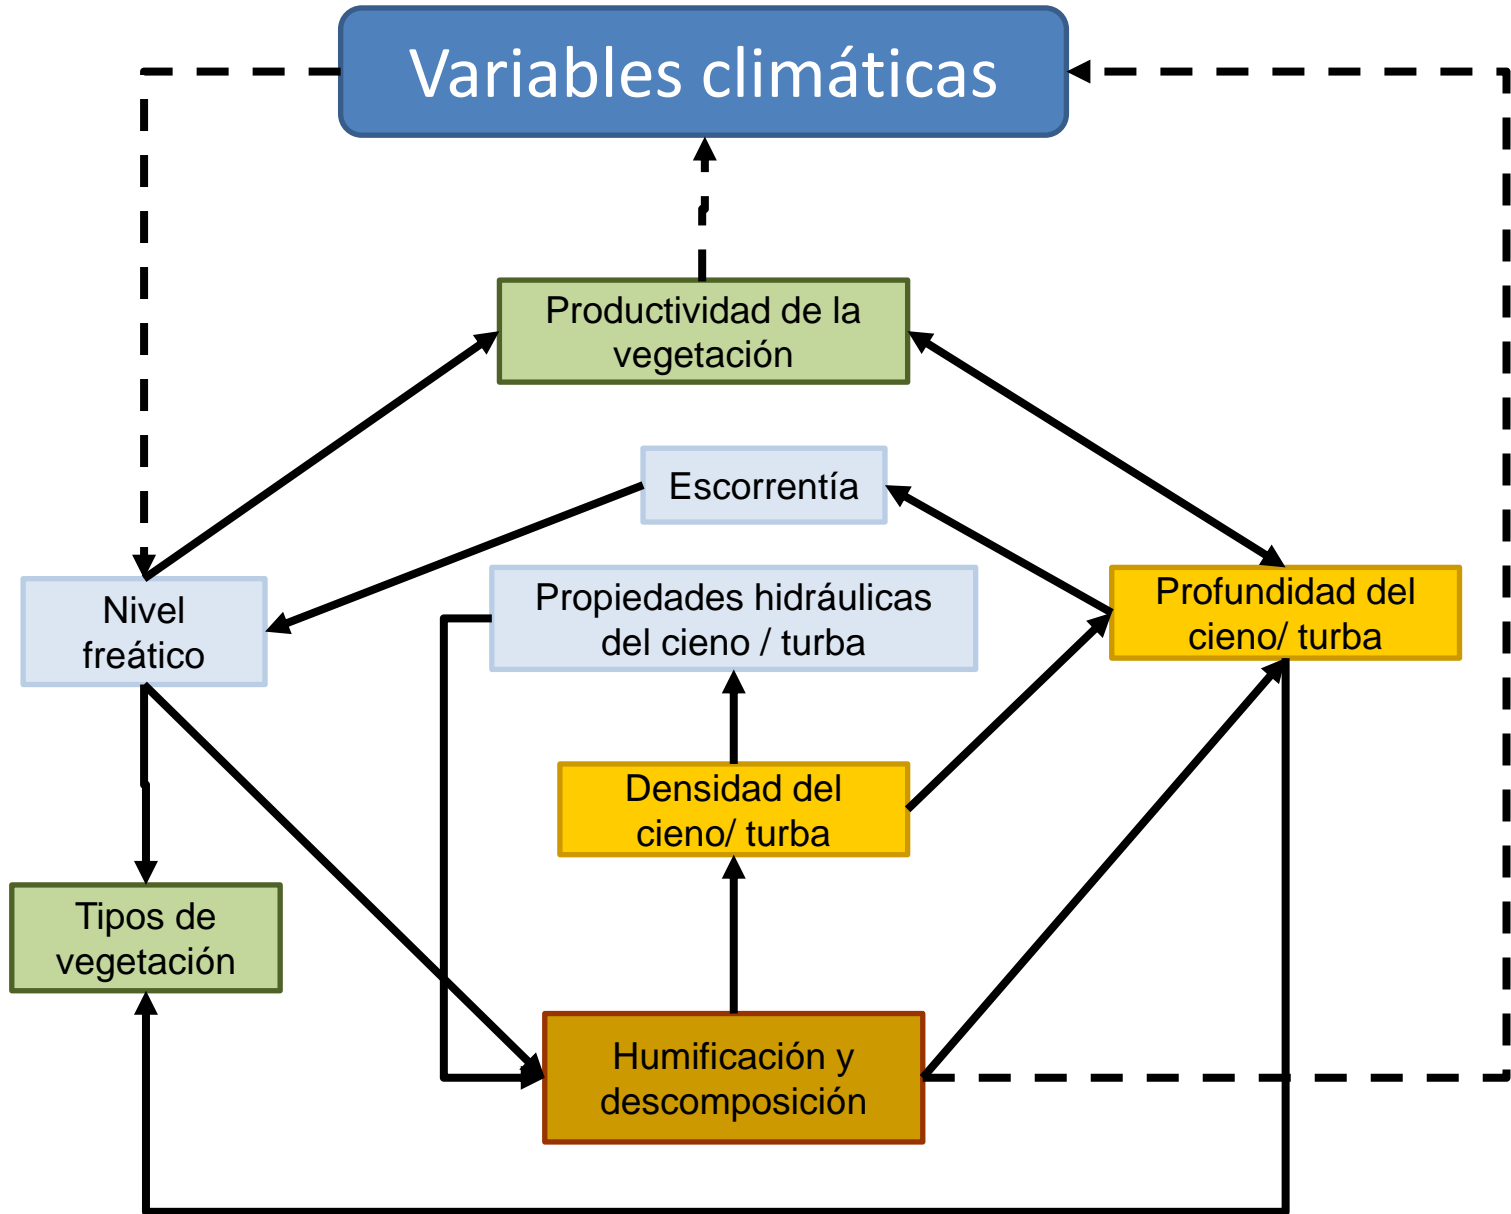 Variables climáticas
Productividad de la
vegetación
Escorrentía
Nivel
freático
Propiedades hidráulicas
del cieno / turba
Profundidad del
cieno/ turba
Densidad del
cieno/ turba
Tipos de
vegetación
Humificación y
descomposición